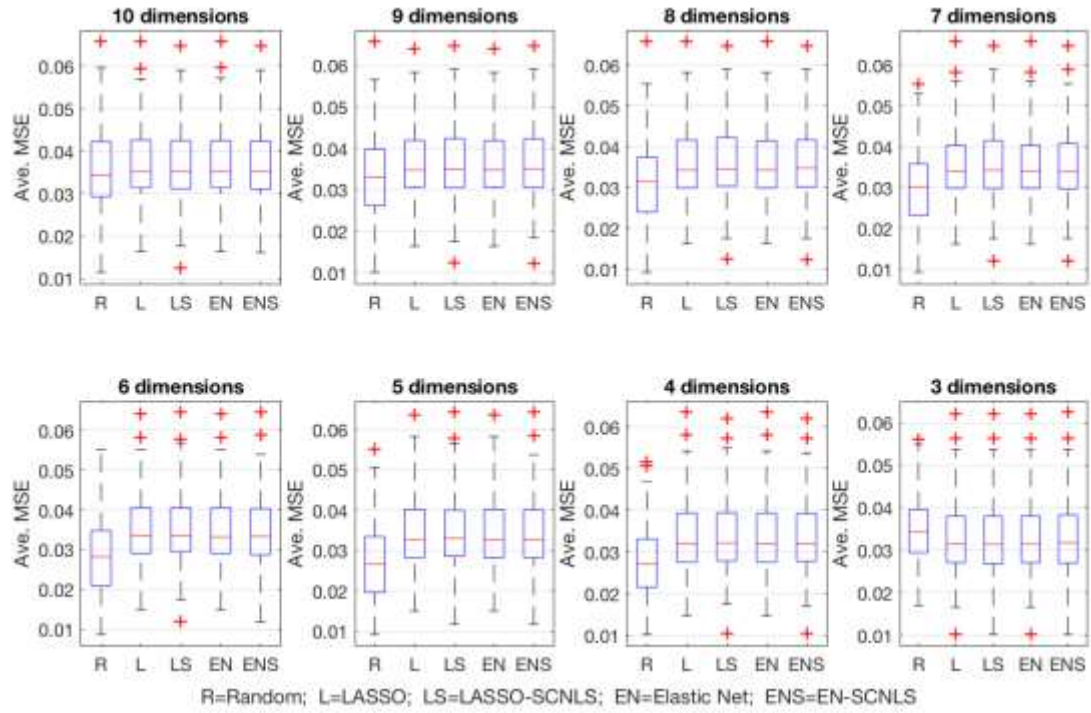 10 dimensions
Ave. MSE
0.06
0.05
0.04
0.03
0.02
0.01
R L LS EN ENS
9 dimensions
Ave. MSE
0.06
0.05
0.04
0.03
0.02
0.01
R L LS EN ENS
8 dimensions
Ave. MSE
0.06
0.05
0.04
0.03
0.02
0.01
R L LS EN ENS
7 dimensions
Ave. MSE
0.06
0.05
0.04
0.03
0.02
0.01
R L LS EN ENS
6 dimensions
Ave. MSE
0.06
0.05
0.04
0.03
0.02
0.01
R L LS EN ENS
5 dimensions
Ave. MSE
0.06
0.05
0.04
0.03
0.02
0.01
R L LS EN ENS
4 dimensions
Ave. MSE
0.06
0.05
0.04
0.03
0.02
0.01
R L LS EN ENS
3 dimensions
Ave. MSE
0.06
0.05
0.04
0.03
0.02
0.01
R L LS EN ENS
R=Random; L=LASSO; LS=LASSO-SCNLS; EN=Elastic Net; ENS=EN-SCNLS